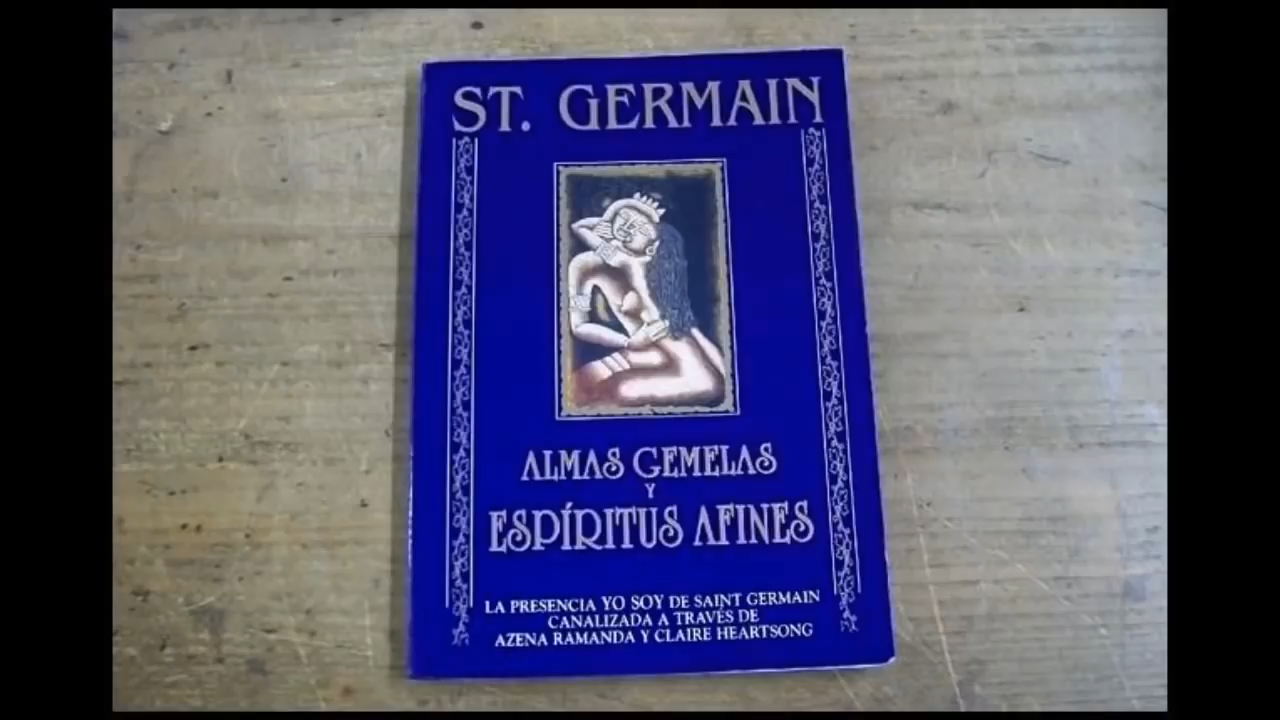 ST. GERMAIN
ALMAS GEMELAS
Y
ESPÍRITUS AFINES
LA PRESENCIA YO SOY DE SAINT GERMAIN
CANALIZADA A TRAVÉS DE
AZENA RAMANDA Y CLAIRE HEARTSONG